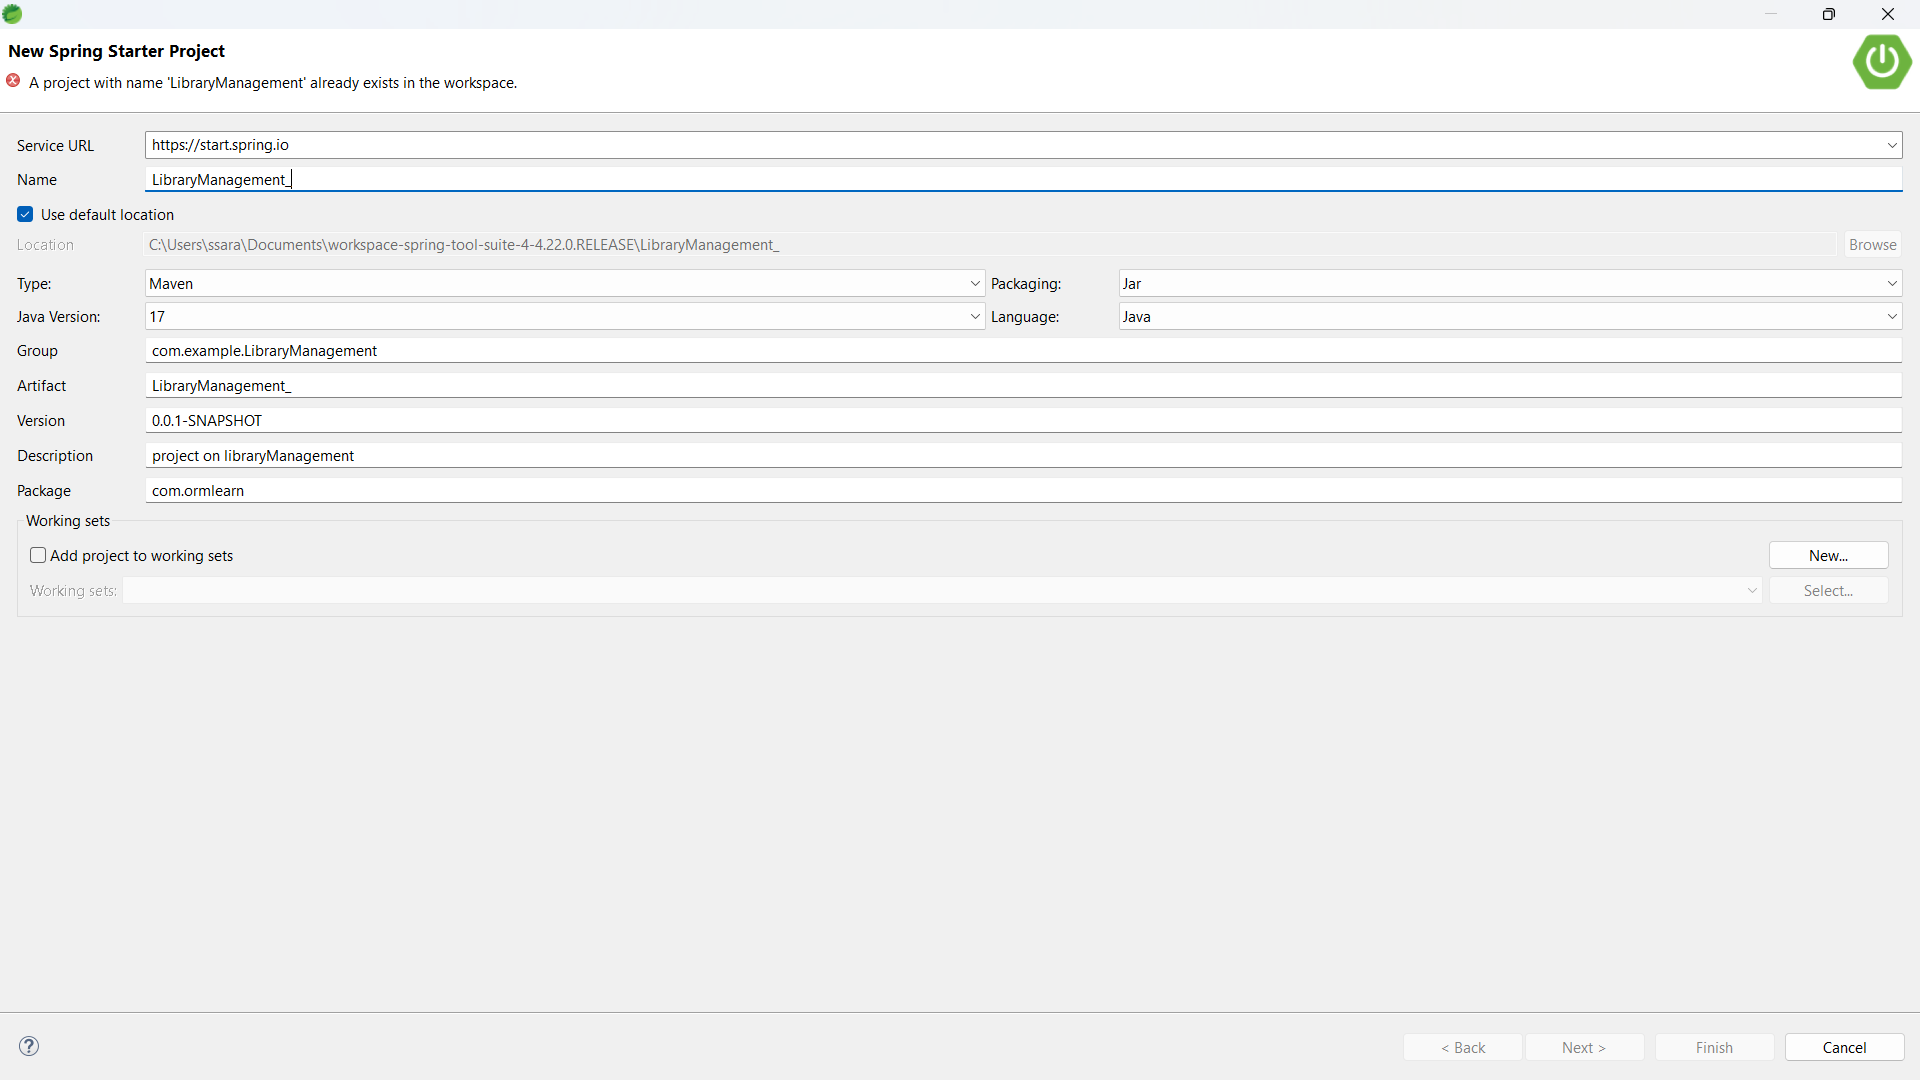 New Spring Starter Project
A project with name 'LibraryManagement' already exists in the workspace.
Service URL https://start.spring.io
Name LibraryManagement_
Use default location
Location C:\Users\ssara\Documents\workspace-spring-tool-suite-4-4.22.0.RELEASE\LibraryManagement_ Browse
Type: Maven Packaging: Jar
Java Version: 17 Language: Java
Group com.example.LibraryManagement
Artifact LibraryManagement_
Version 0.0.1-SNAPSHOT
Description project on libraryManagement
Package com.ormlearn
Working sets
Add project to working sets New...
Working sets: Select...
? < Back Next > Finish Cancel